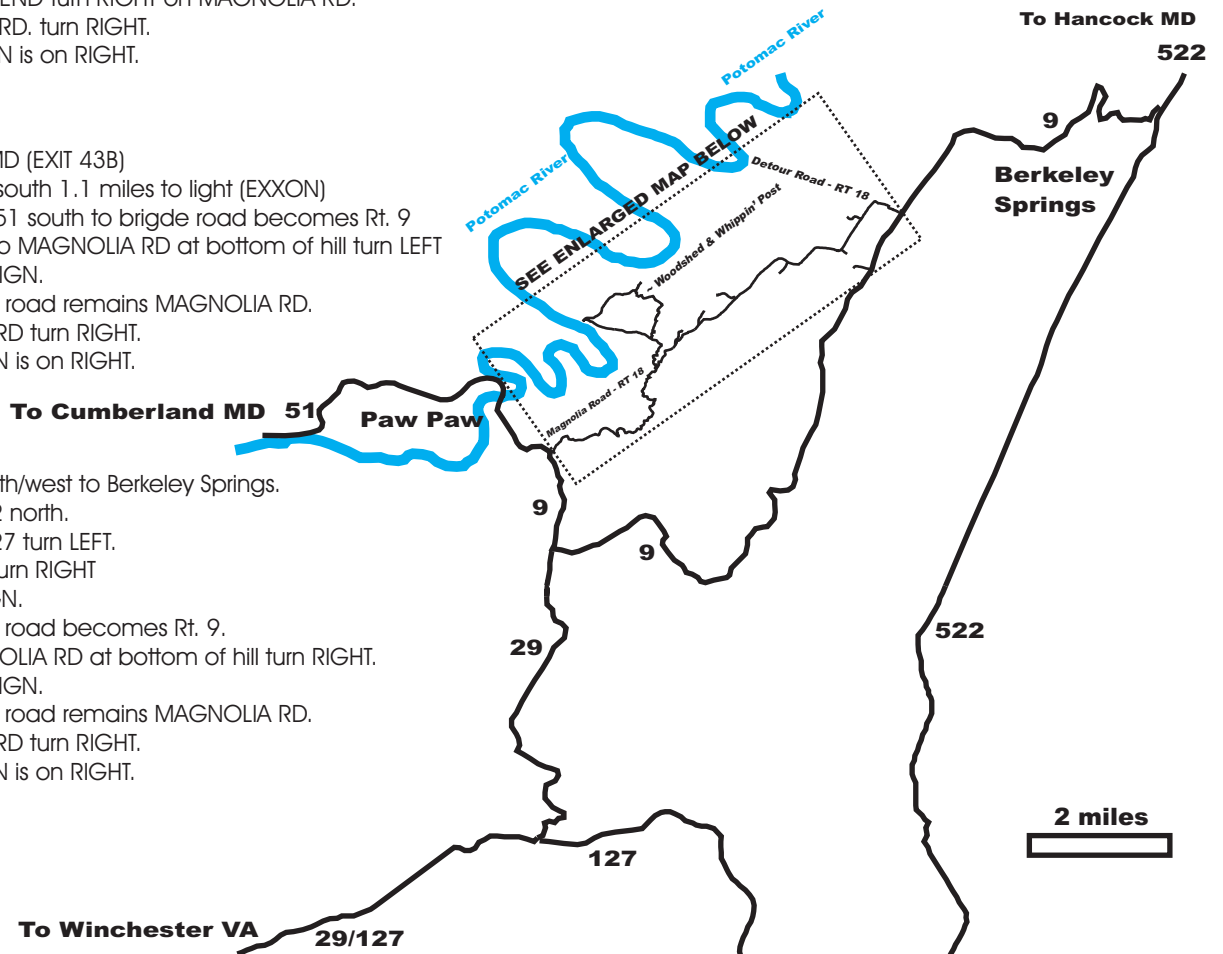 END turn RIGHT on MAGNOLIA RD.
RD. turn RIGHT.
N is on RIGHT.
MD (EXIT 43B)
south 1.1 miles to light (EXXON)
51 south to brigde road becomes Rt. 9
o MAGNOLIA RD at bottom of hill turn LEFT
IGN.
road remains MAGNOLIA RD.
RD turn RIGHT.
N is on RIGHT.
th/west to Berkeley Springs.
2 north.
27 turn LEFT.
urn RIGHT
GN.
road becomes Rt. 9.
OLIA RD at bottom of hill turn RIGHT.
IGN.
road remains MAGNOLIA RD.
RD turn RIGHT.
N is on RIGHT.
To Hancock MD
522
Potomac River
9
Berkeley
Springs
SEE ENLARGED MAP BELOW
Detour Road - RT 18
Potomac River
Woodshed & Whippin' Post
Magnolia Road - RT 18
To Cumberland MD 51
Paw Paw
9
9
29
522
2 miles
127
To Winchester VA
29/127